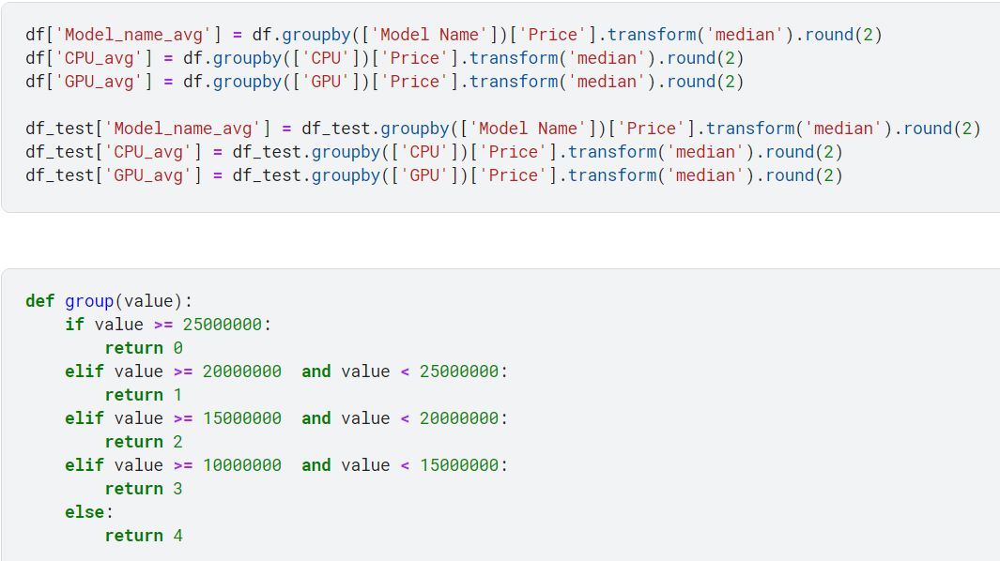 df['Model_name_avg'] = df.groupby(['Model Name'])['Price'].transform('median').round(2)
df['CPU_avg'] = df.groupby(['CPU'])['Price'].transform('median').round(2)
df['GPU_avg'] = df.groupby(['GPU'])['Price'].transform('median').round(2)
df_test['Model_name_avg'] = df_test.groupby(['Model Name'])['Price'].transform('median').round(2)
df_test['CPU_avg'] = df_test.groupby(['CPU'])['Price'].transform('median').round(2)
df_test['GPU_avg'] = df_test.groupby(['GPU'])['Price'].transform('median').round(2)
def group(value):
    if value >= 25000000:
        return 0
    elif value >= 20000000  and value < 25000000:
        return 1
    elif value >= 15000000  and value < 20000000:
        return 2
    elif value >= 10000000  and value < 15000000:
        return 3
    else:
        return 4